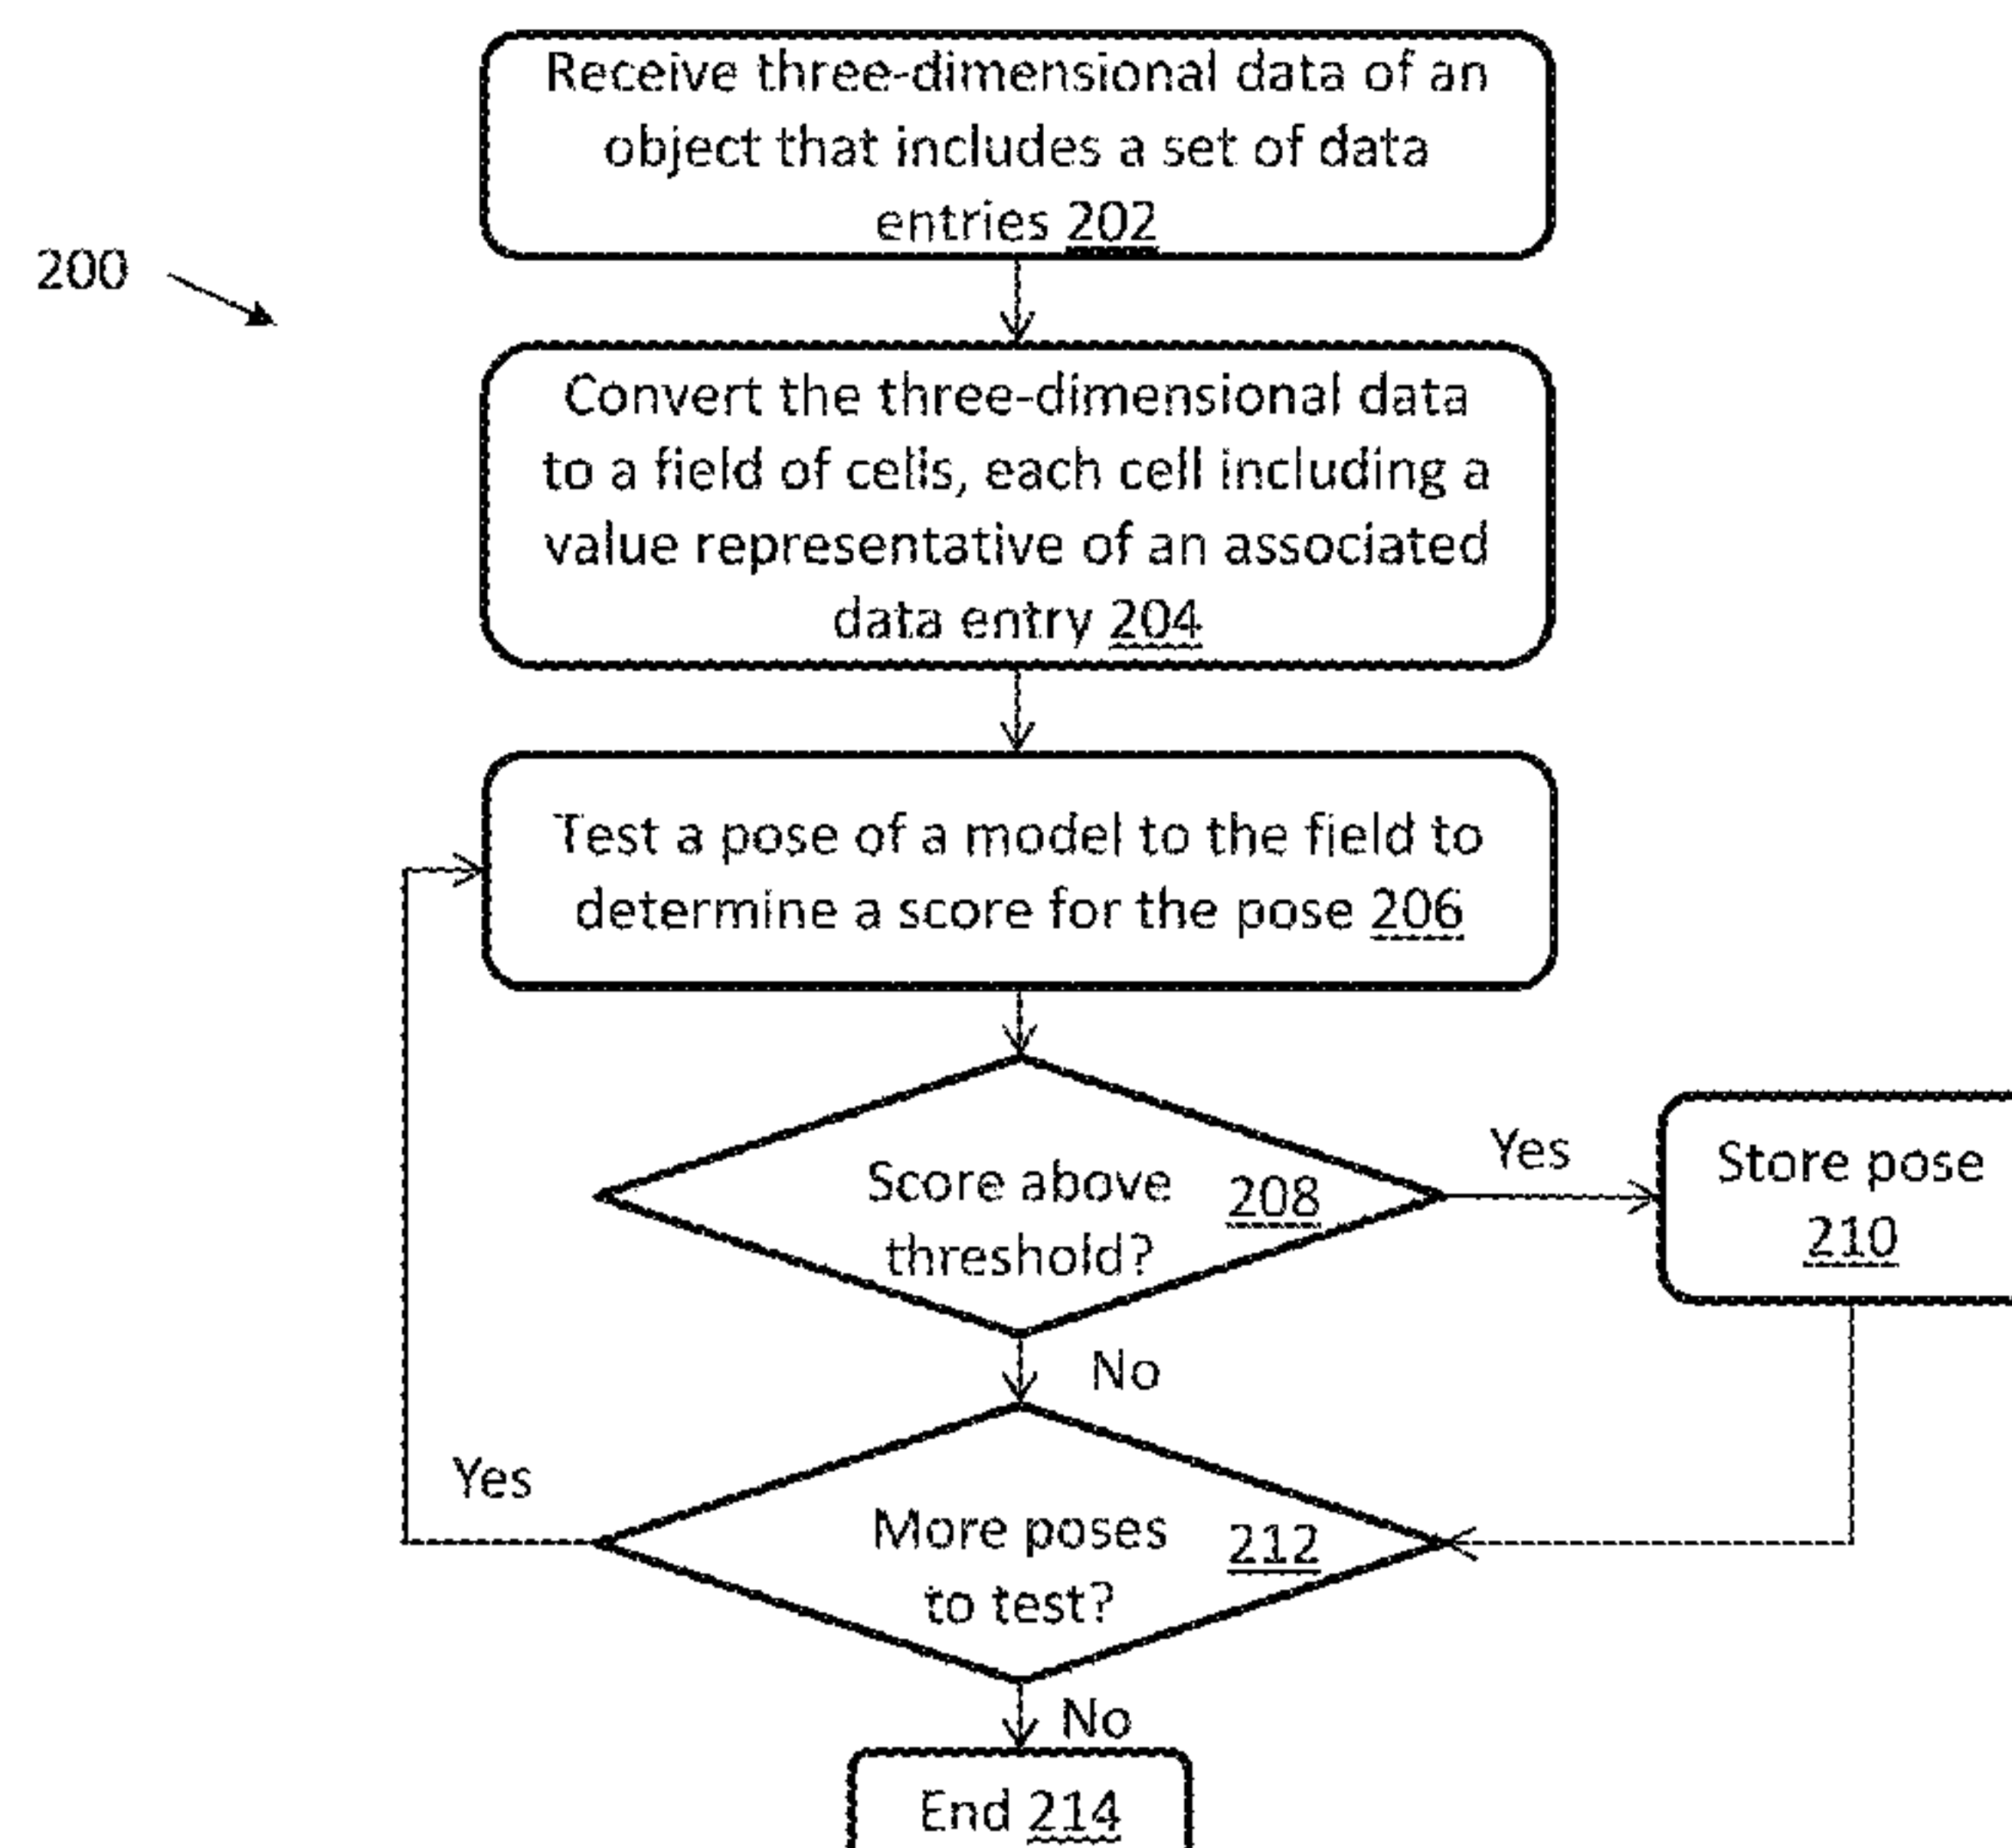 Receive three-dimensional data of an
object that includes a set of data
entries 202
200
Convert the three-dimensional data
to a field of cells, each cell including a
value representative of an associated
data entry 204
Test a pose of a model to the field to
determine a score for the pose 206
Score above
threshold?
208
Yes
Store pose
210
No
Yes
More poses
to test?
212
No
End 214